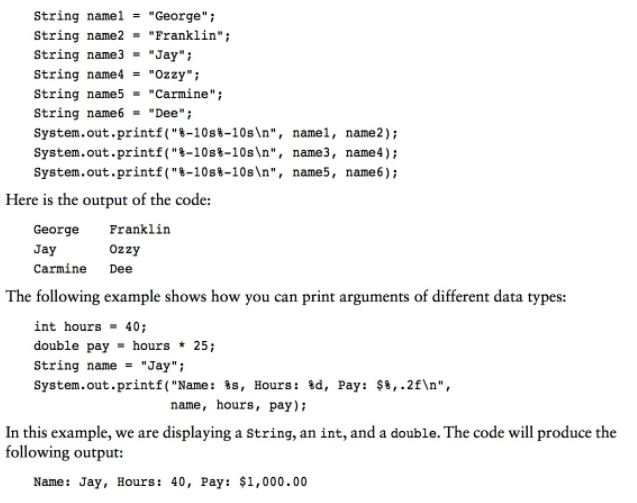 String name1 = "George";
String name2 = "Franklin";
String name3 = "Jay";
String name4 = "Ozzy";
String name5 = "Carmine";
String name6 = "Dee";
System.out.printf("%-10s%-10s\n", name1, name2);
System.out.printf("%-10s%-10s\n", name3, name4);
System.out.printf("%-10s%-10s\n", name5, name6);
Here is the output of the code:
George Franklin
Jay Ozzy
Carmine Dee
The following example shows how you can print arguments of different data types:
int hours = 40;
double pay = hours * 25;
String name = "Jay";
System.out.printf("Name: %s, Hours: %d, Pay: $%,.2f\n",
name, hours, pay);
In this example, we are displaying a String, an int, and a double. The code will produce the
following output:
Name: Jay, Hours: 40, Pay: $1,000.00